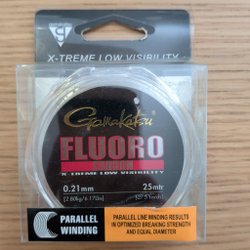 gamakatsu
X-TREME LOW VISIBILITY
Gamakatsu
FLUORO
X-TREME LOW VISIBILITY
0.21mm
25mtr
PARALLEL
WINDING
PARALLEL LINE WINDING RESULTS
IN OPTIMIZED BREAKING STRENGTH
AND EQUAL DIAMETER